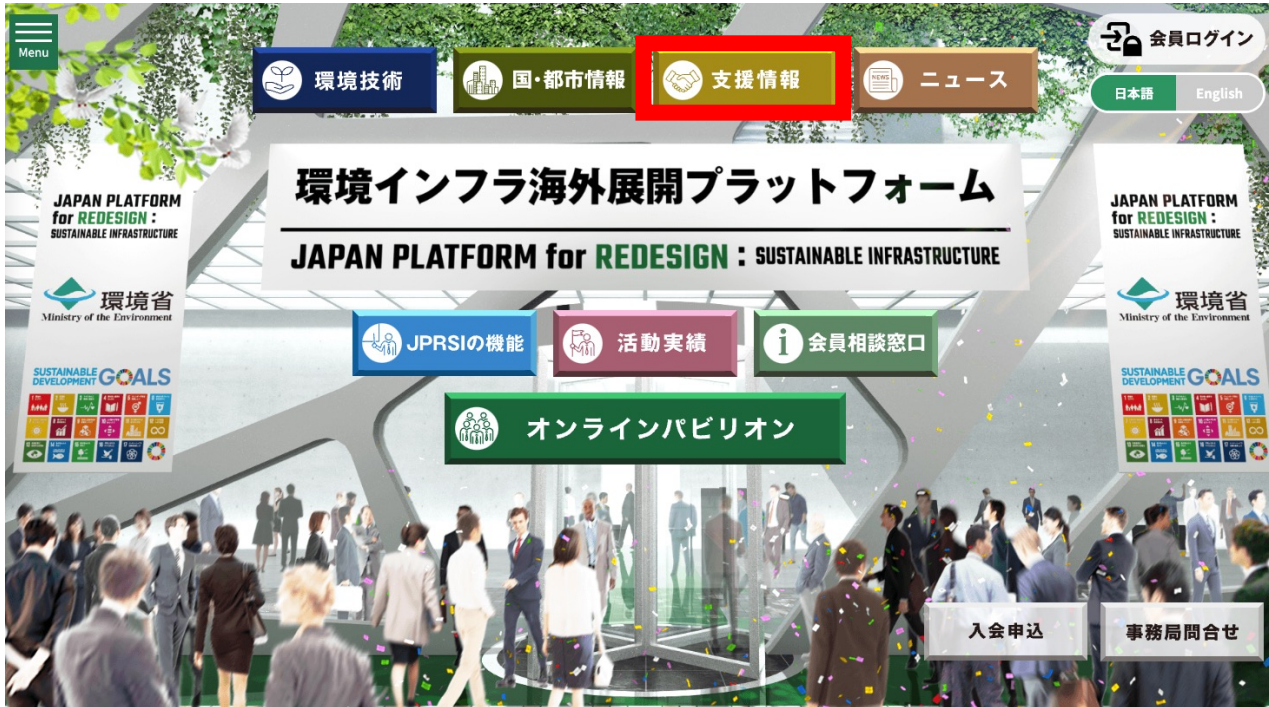 Menu
環境技術
国・都市情報
支援情報
NEWS
ニュース
会員ログイン
日本語
English
環境インフラ海外展開プラットフォーム
JAPAN PLATFORM for REDESIGN : SUSTAINABLE INFRASTRUCTURE
JAPAN PLATFORM
for REDESIGN :
SUSTAINABLE INFRASTRUCTURE
環境省
Ministry of the Environment
SUSTAINABLE
DEVELOPMENT GOALS
JAPAN PLATFORM
for REDESIGN :
SUSTAINABLE INFRASTRUCTURE
環境省
Ministry of the Environment
SUSTAINABLE
DEVELOPMENT GOALS
JPRSIの機能
活動実績
i
会員相談窓口
オンラインパビリオン
入会申込
事務局問合せ